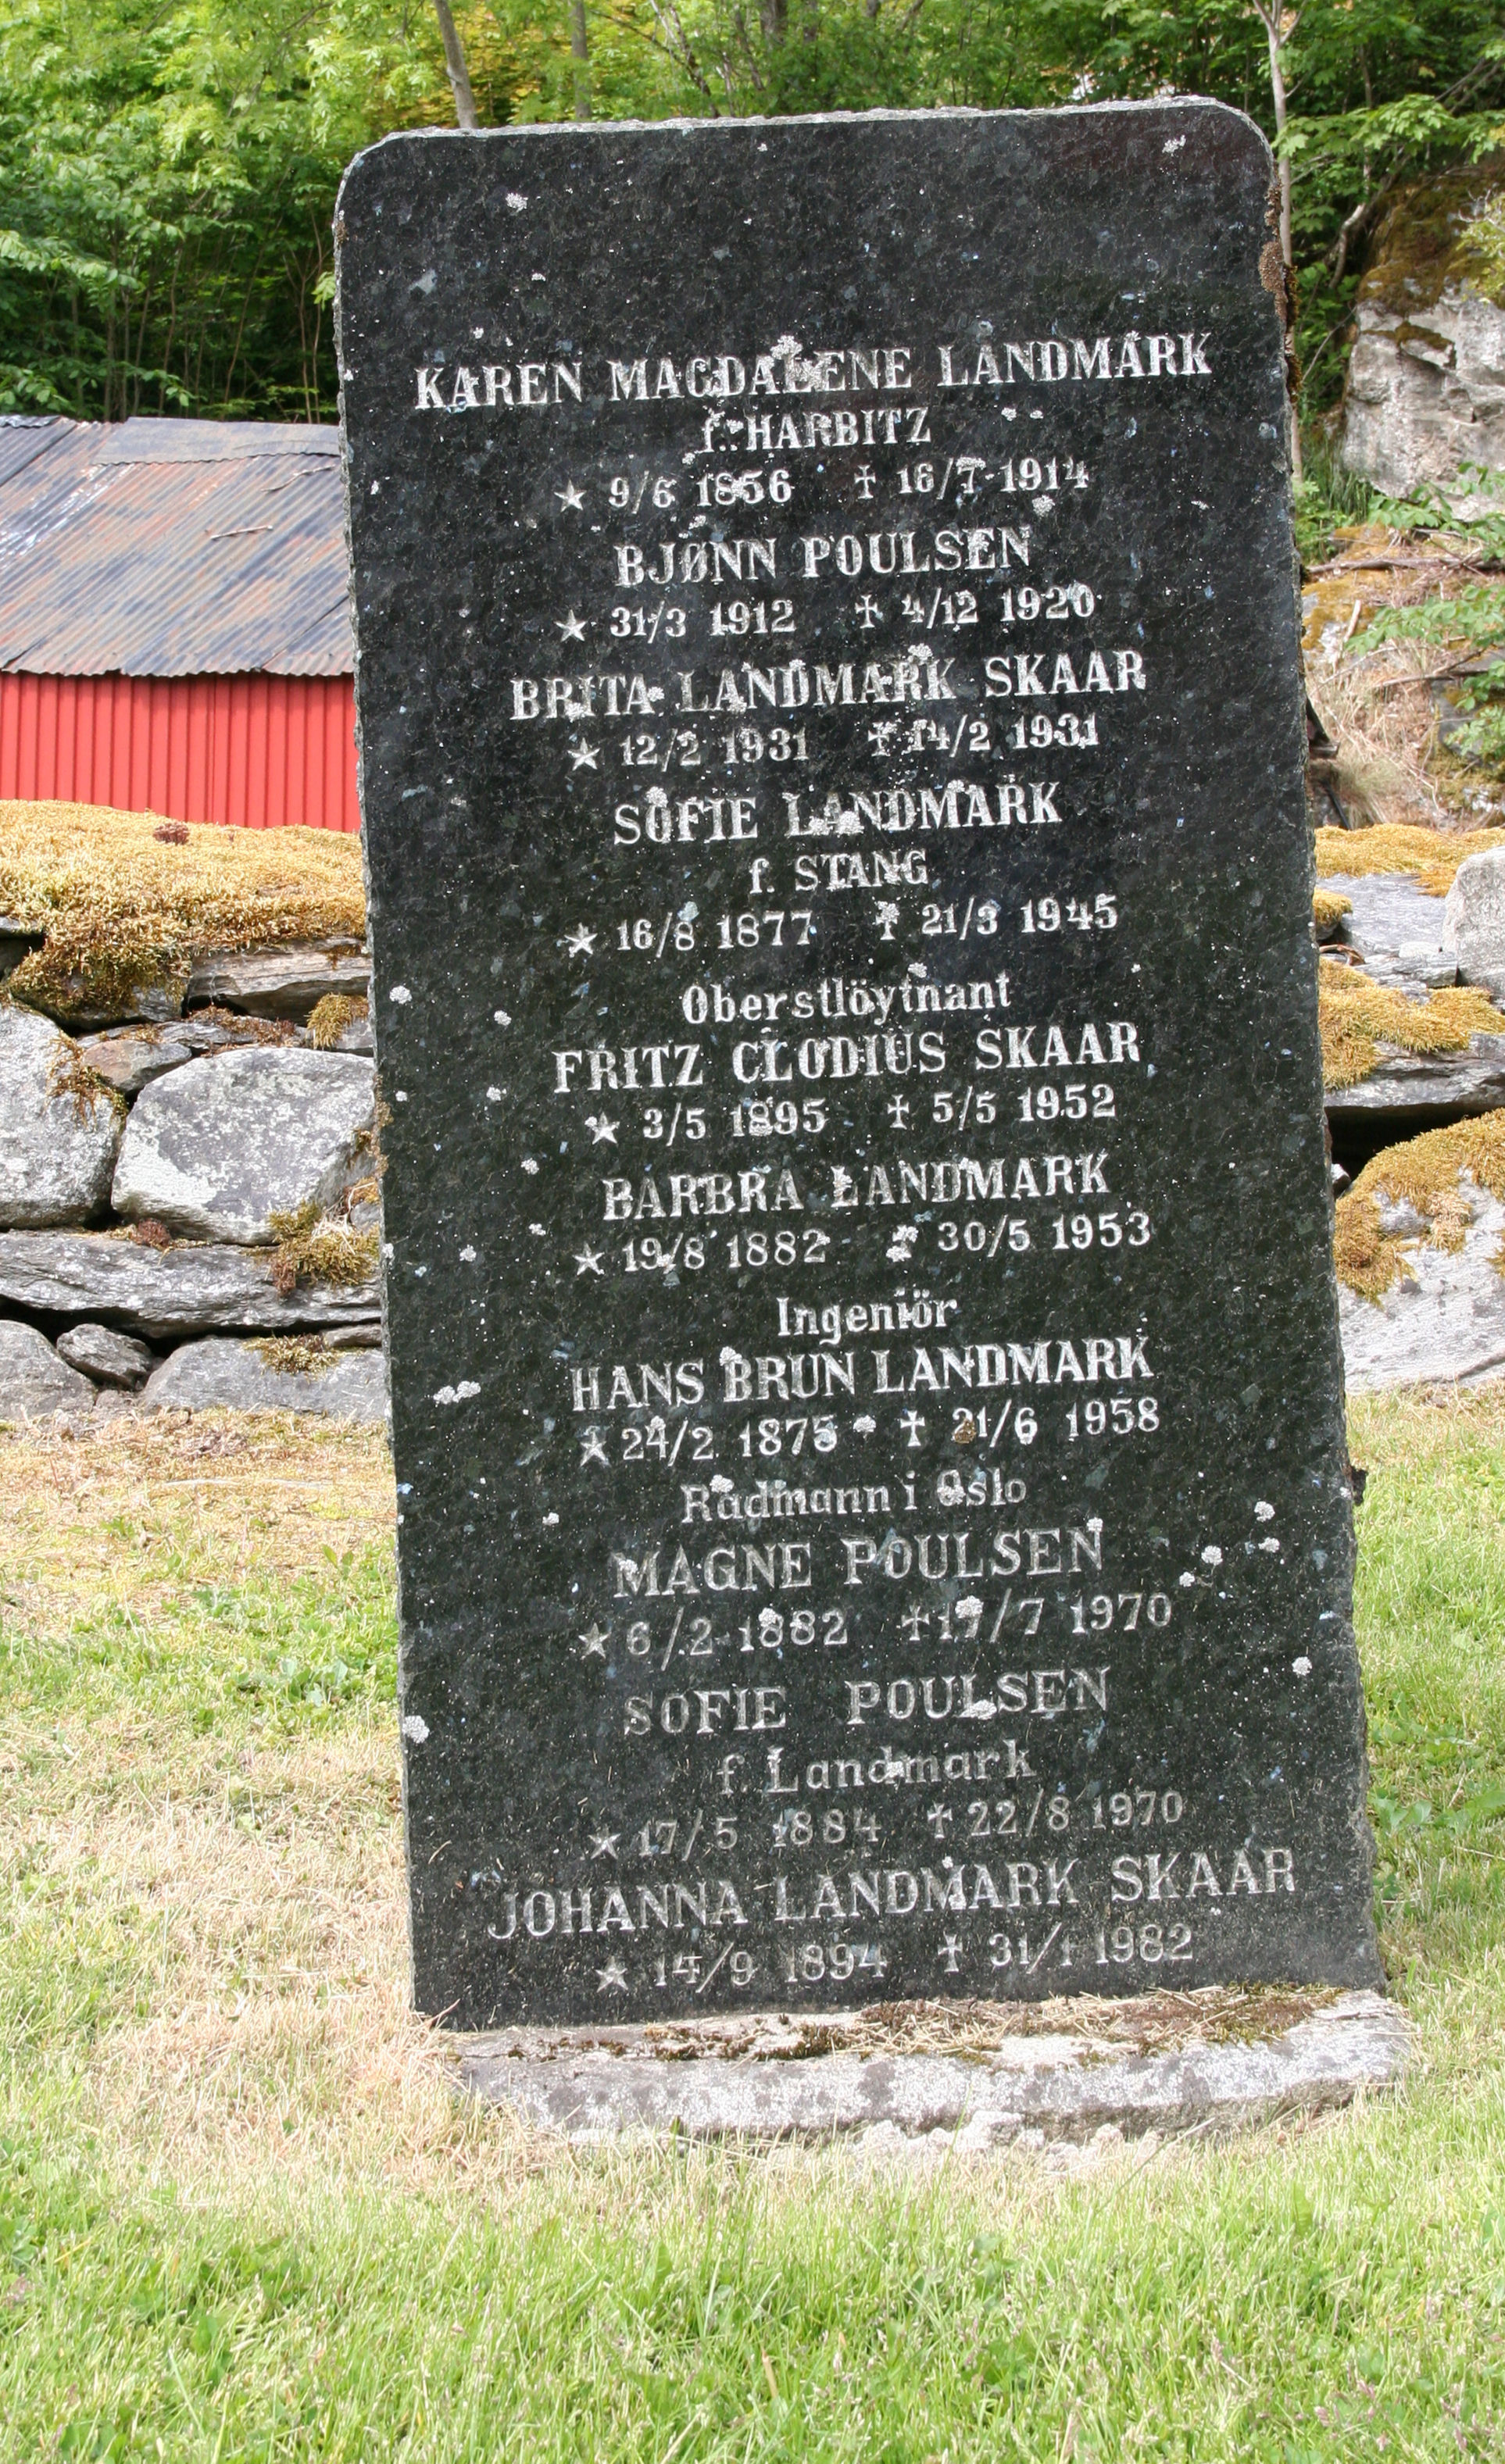 KAREN MAGDALENE LANDMARK
f. HARBITZ
★ 9/6 1856 ✝ 16/7 1914
BJØNN POULSEN
★ 31/3 1912 ✝ 4/12 1920
BRITA LANDMARK SKAAR
★ 12/2 1931 ✝ 14/2 1931
SOFIE LANDMARK
f. STANG
★ 16/8 1877 ✝ 21/3 1945
Oberstlöytnant
FRITZ CLODIUS SKAAR
★ 3/5 1895 ✝ 5/5 1952
BARBRA LANDMARK
★ 19/8 1882 ✝ 30/5 1953
Ingeniör
HANS BRUN LANDMARK
★ 24/2 ✝ 21/6 1958
Rådmann i Oslo
MAGNE POULSEN
★ 6/2 1882 ✝ 17/7 1970
SOFIE POULSEN
f. Landmark
★ 17/5 1884 ✝ 22/8 1970
JOHANNA LANDMARK SKAAR
★ 14/9 1894 ✝ 31/1 1982